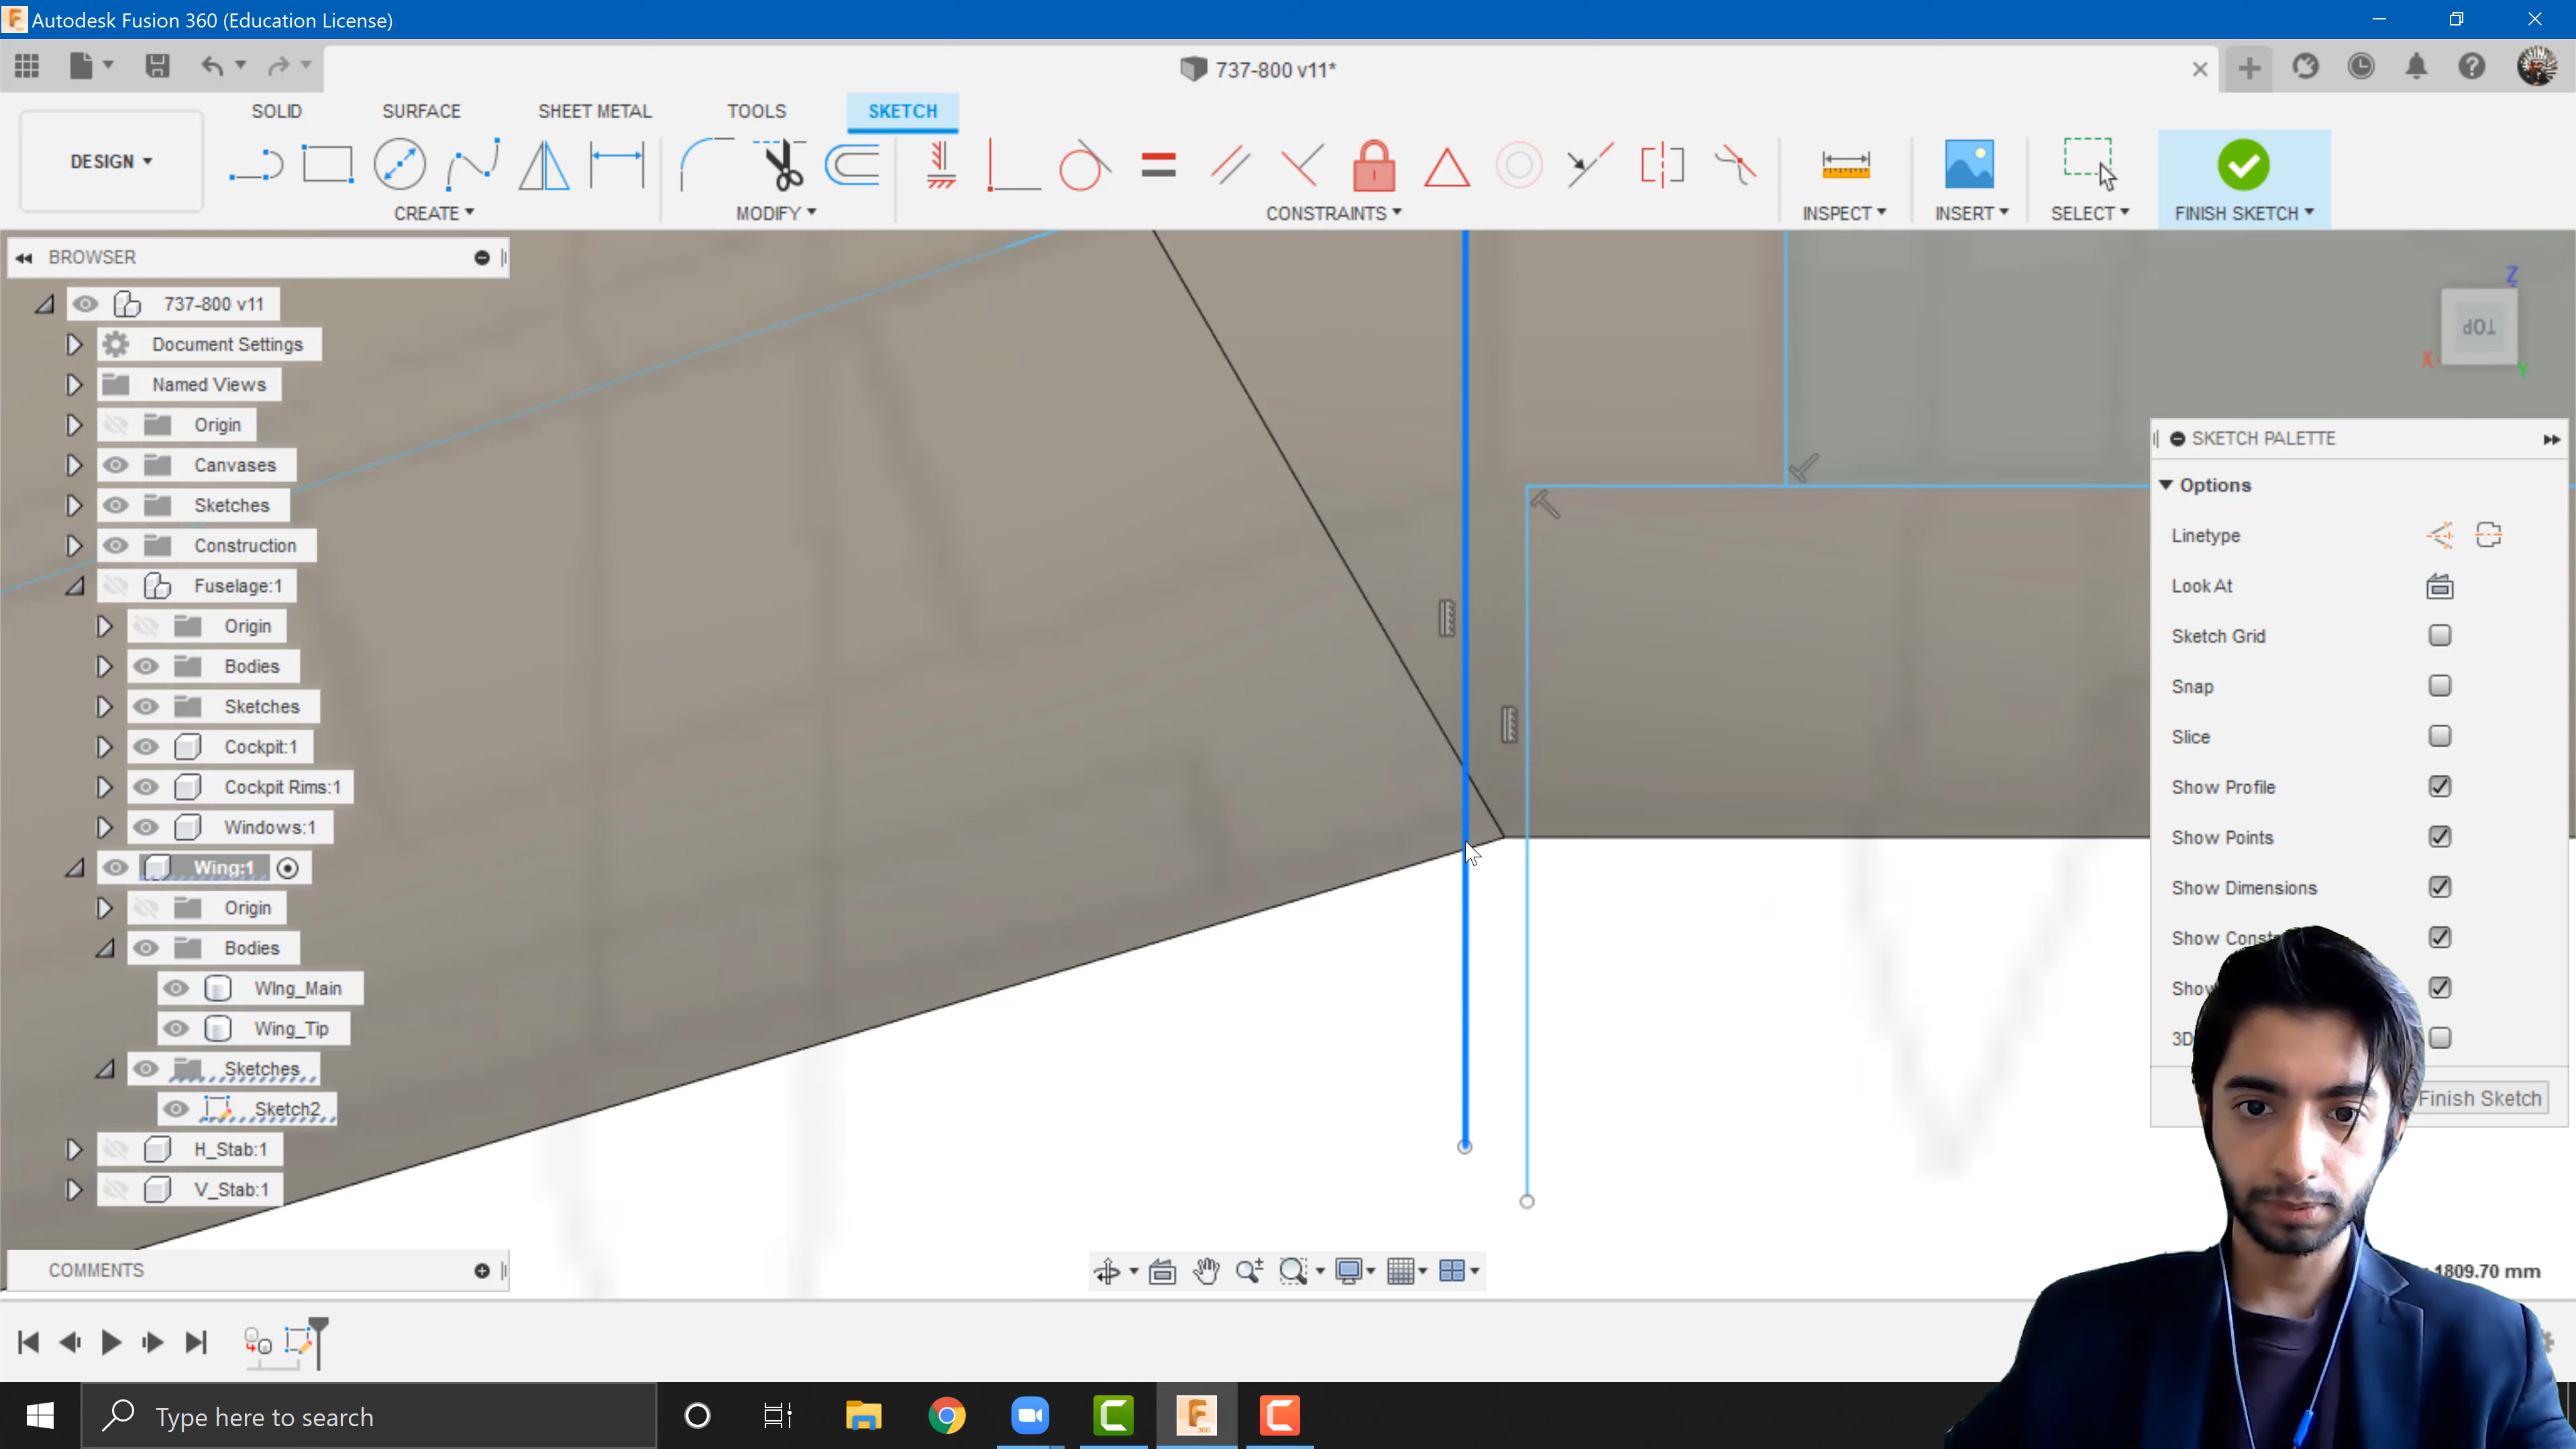 Autodesk Fusion 360 (Education License)
737-800 v11*
SOLID SURFACE SHEET METAL TOOLS SKETCH
DESIGN
CREATE MODIFY CONSTRAINTS INSPECT INSERT SELECT FINISH SKETCH
BROWSER
737-800 v11
Document Settings
Named Views
Origin
Canvases
Sketches
Construction
Fuselage:1
Origin
Bodies
Sketches
Cockpit:1
Cockpit Rims:1
Windows:1
Wing:1
Origin
Bodies
WIng_Main
Wing_Tip
Sketches
Sketch2
H_Stab:1
V_Stab:1
COMMENTS
Z
TOP
X
Y
SKETCH PALETTE
Options
Linetype
Look At
Sketch Grid
Snap
Slice
Show Profile
Show Points
Show Dimensions
Show
Show
3D
Finish Sketch
1809.70 mm
Type here to search
360